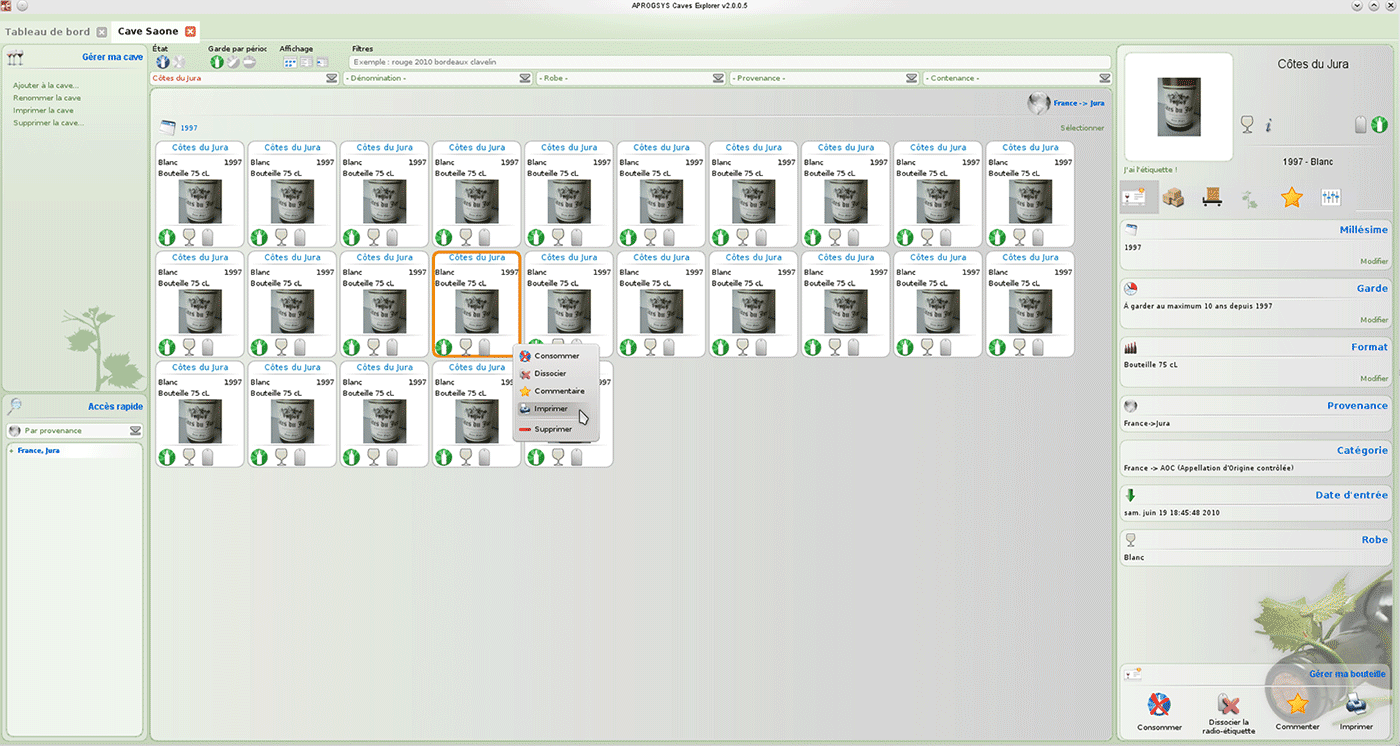 APROGSYS Caves Explorer v2.0.0.5
Tableau de bord
Cave Saone
Gèrer ma cave
Ajouter à la cave...
Renommer la cave
Imprimer la cave
Supprimer la cave...
Accès rapide
Par provenance
France, Jura
État
Garde par périod
Affichage
Filtres
Exemple : rouge 2010 bordeaux clavelin
Côtes du Jura
- Dénomination -
- Robe -
- Provenance -
- Contenance -
France -> Jura
1997
Sélectionner
Côtes du Jura Côtes du Jura Côtes du Jura Côtes du Jura Côtes du Jura Côtes du Jura Côtes du Jura Côtes du Jura Côtes du Jura Côtes du Jura
Blanc 1997 Blanc 1997 Blanc 1997 Blanc 1997 Blanc 1997 Blanc 1997 Blanc 1997 Blanc 1997 Blanc 1997 Blanc 1997
Bouteille 75 cL Bouteille 75 cL Bouteille 75 cL Bouteille 75 cL Bouteille 75 cL Bouteille 75 cL Bouteille 75 cL Bouteille 75 cL Bouteille 75 cL Bouteille 75 cL
Côtes du Jura Côtes du Jura Côtes du Jura Côtes du Jura Côtes du Jura Côtes du Jura Côtes du Jura Côtes du Jura Côtes du Jura Côtes du Jura
Blanc 1997 Blanc 1997 Blanc 1997 Blanc 1997 Blanc 1997 Blanc 1997 Blanc 1997 Blanc 1997 Blanc 1997 Blanc 1997
Bouteille 75 cL Bouteille 75 cL Bouteille 75 cL Bouteille 75 cL Bouteille 75 cL Bouteille 75 cL Bouteille 75 cL Bouteille 75 cL Bouteille 75 cL Bouteille 75 cL
Côtes du Jura Côtes du Jura Côtes du Jura Côtes du Jura
Blanc 1997 Blanc 1997 Blanc 1997 Blanc 1997
Bouteille 75 cL Bouteille 75 cL Bouteille 75 cL Bouteille 75 cL
Consommer
Dissocier
Commentaire
Imprimer
Supprimer
Côtes du Jura
1997 - Blanc
J'ai l'étiquette !
Millésime
1997
Modifier
Garde
À garder au maximum 10 ans depuis 1997
Modifier
Format
Bouteille 75 cL
Modifier
Provenance
France->Jura
Catégorie
France -> AOC (Appellation d'Origine contrôlée)
Date d'entrée
sam. juin 19 18:45:48 2010
Robe
Blanc
Gèrer ma bouteille
Consommer
Dissocier la
radio-étiquette
Commenter
Imprimer